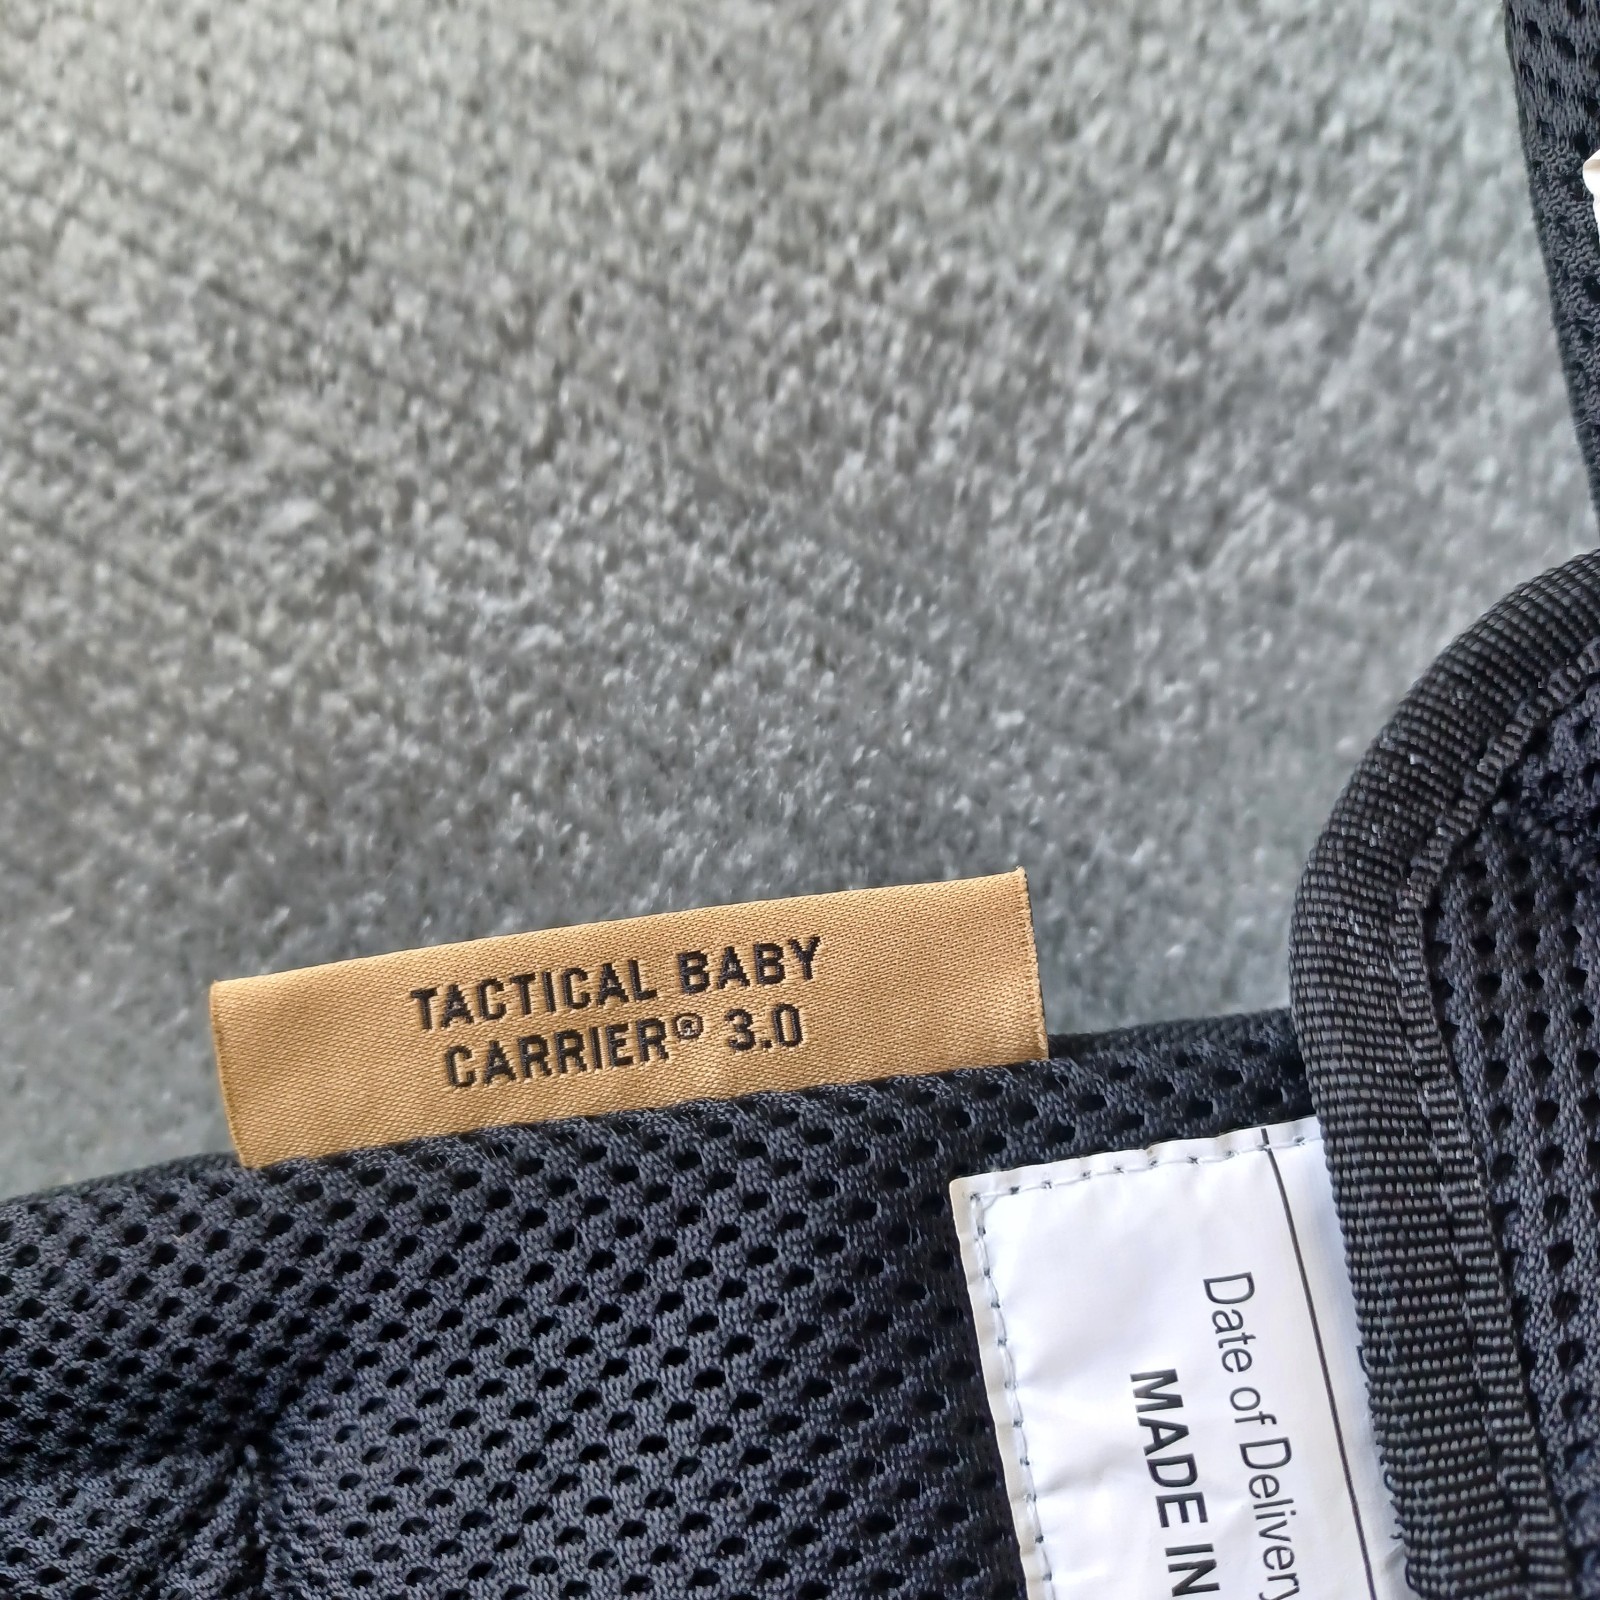 TACTICAL BABY
CARRIER® 3.0
Date of Delivery
MADE IN